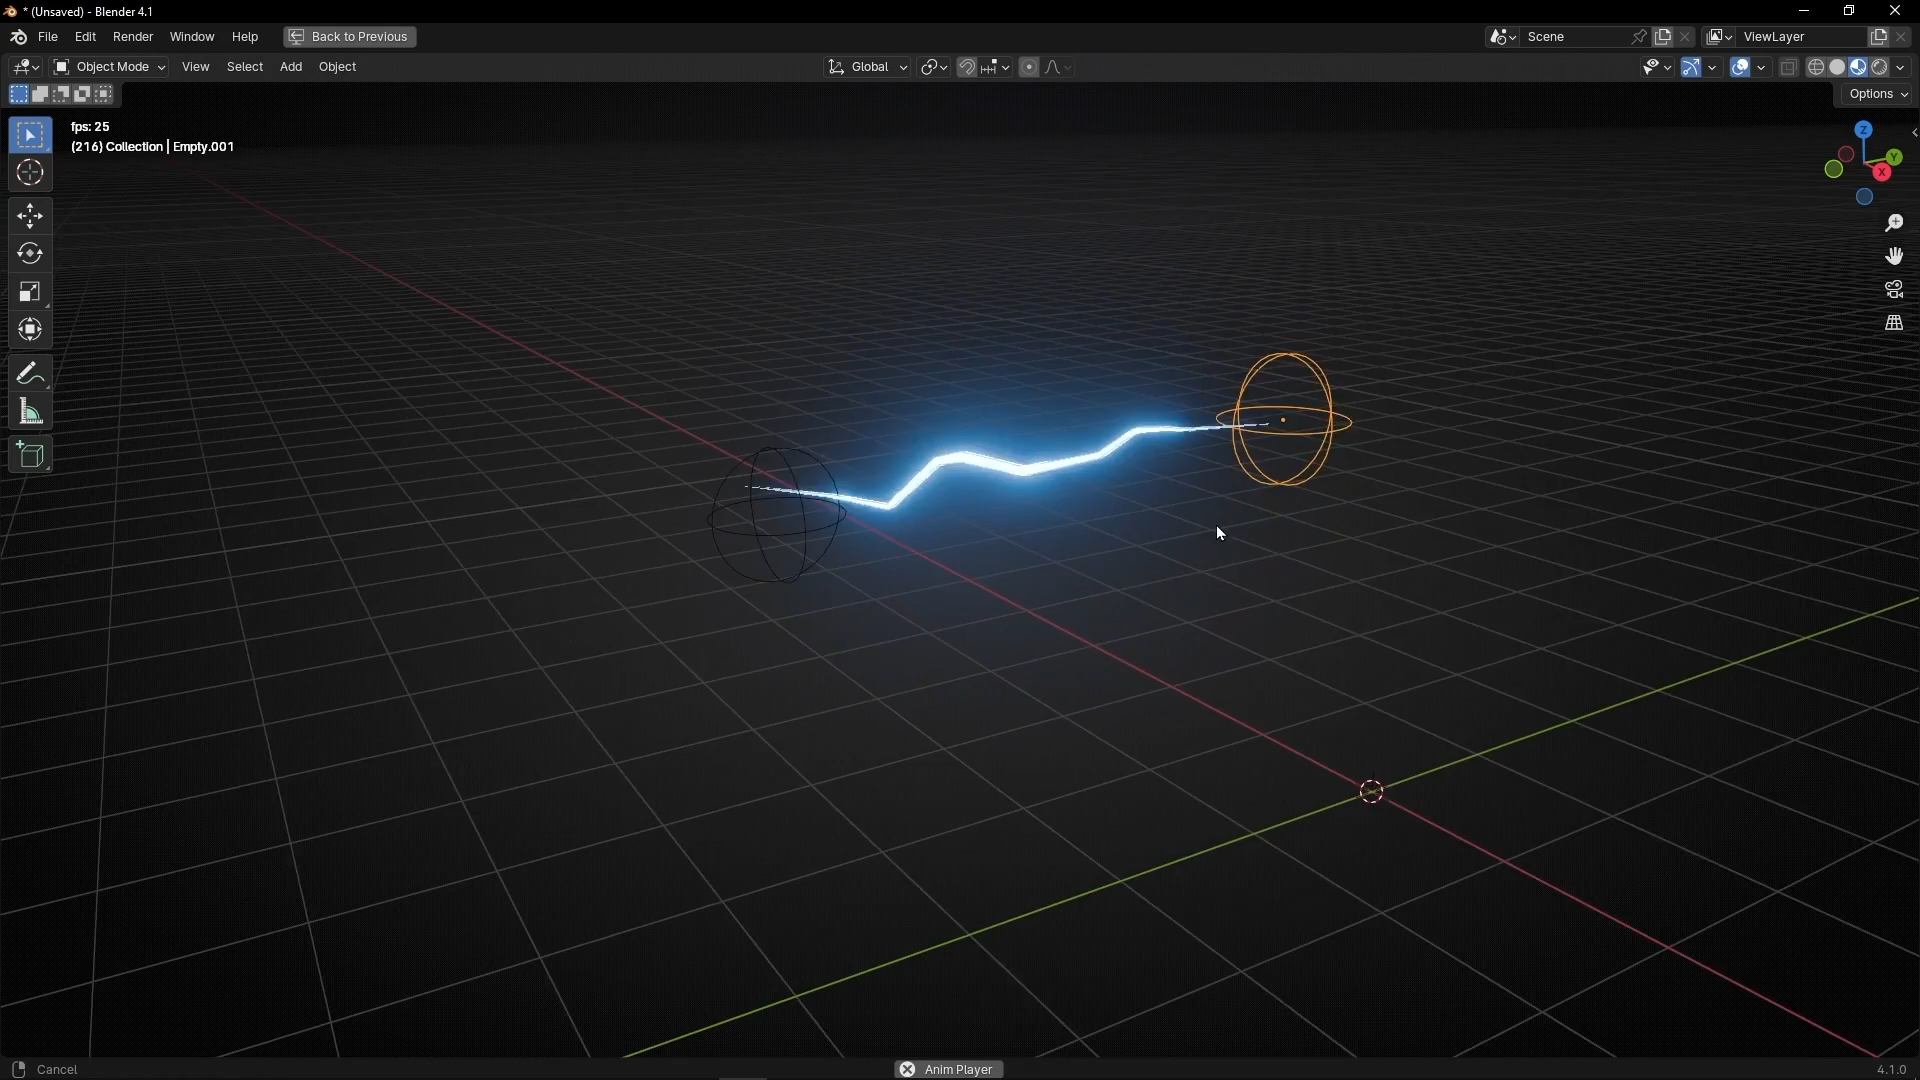 * (Unsaved) - Blender 4.1
File Edit Render Window Help Back to Previous Scene ViewLayer
Object Mode View Select Add Object Global
Options
fps: 25
(216) Collection | Empty.001
Z
Y
X
Cancel Anim Player 4.1.0